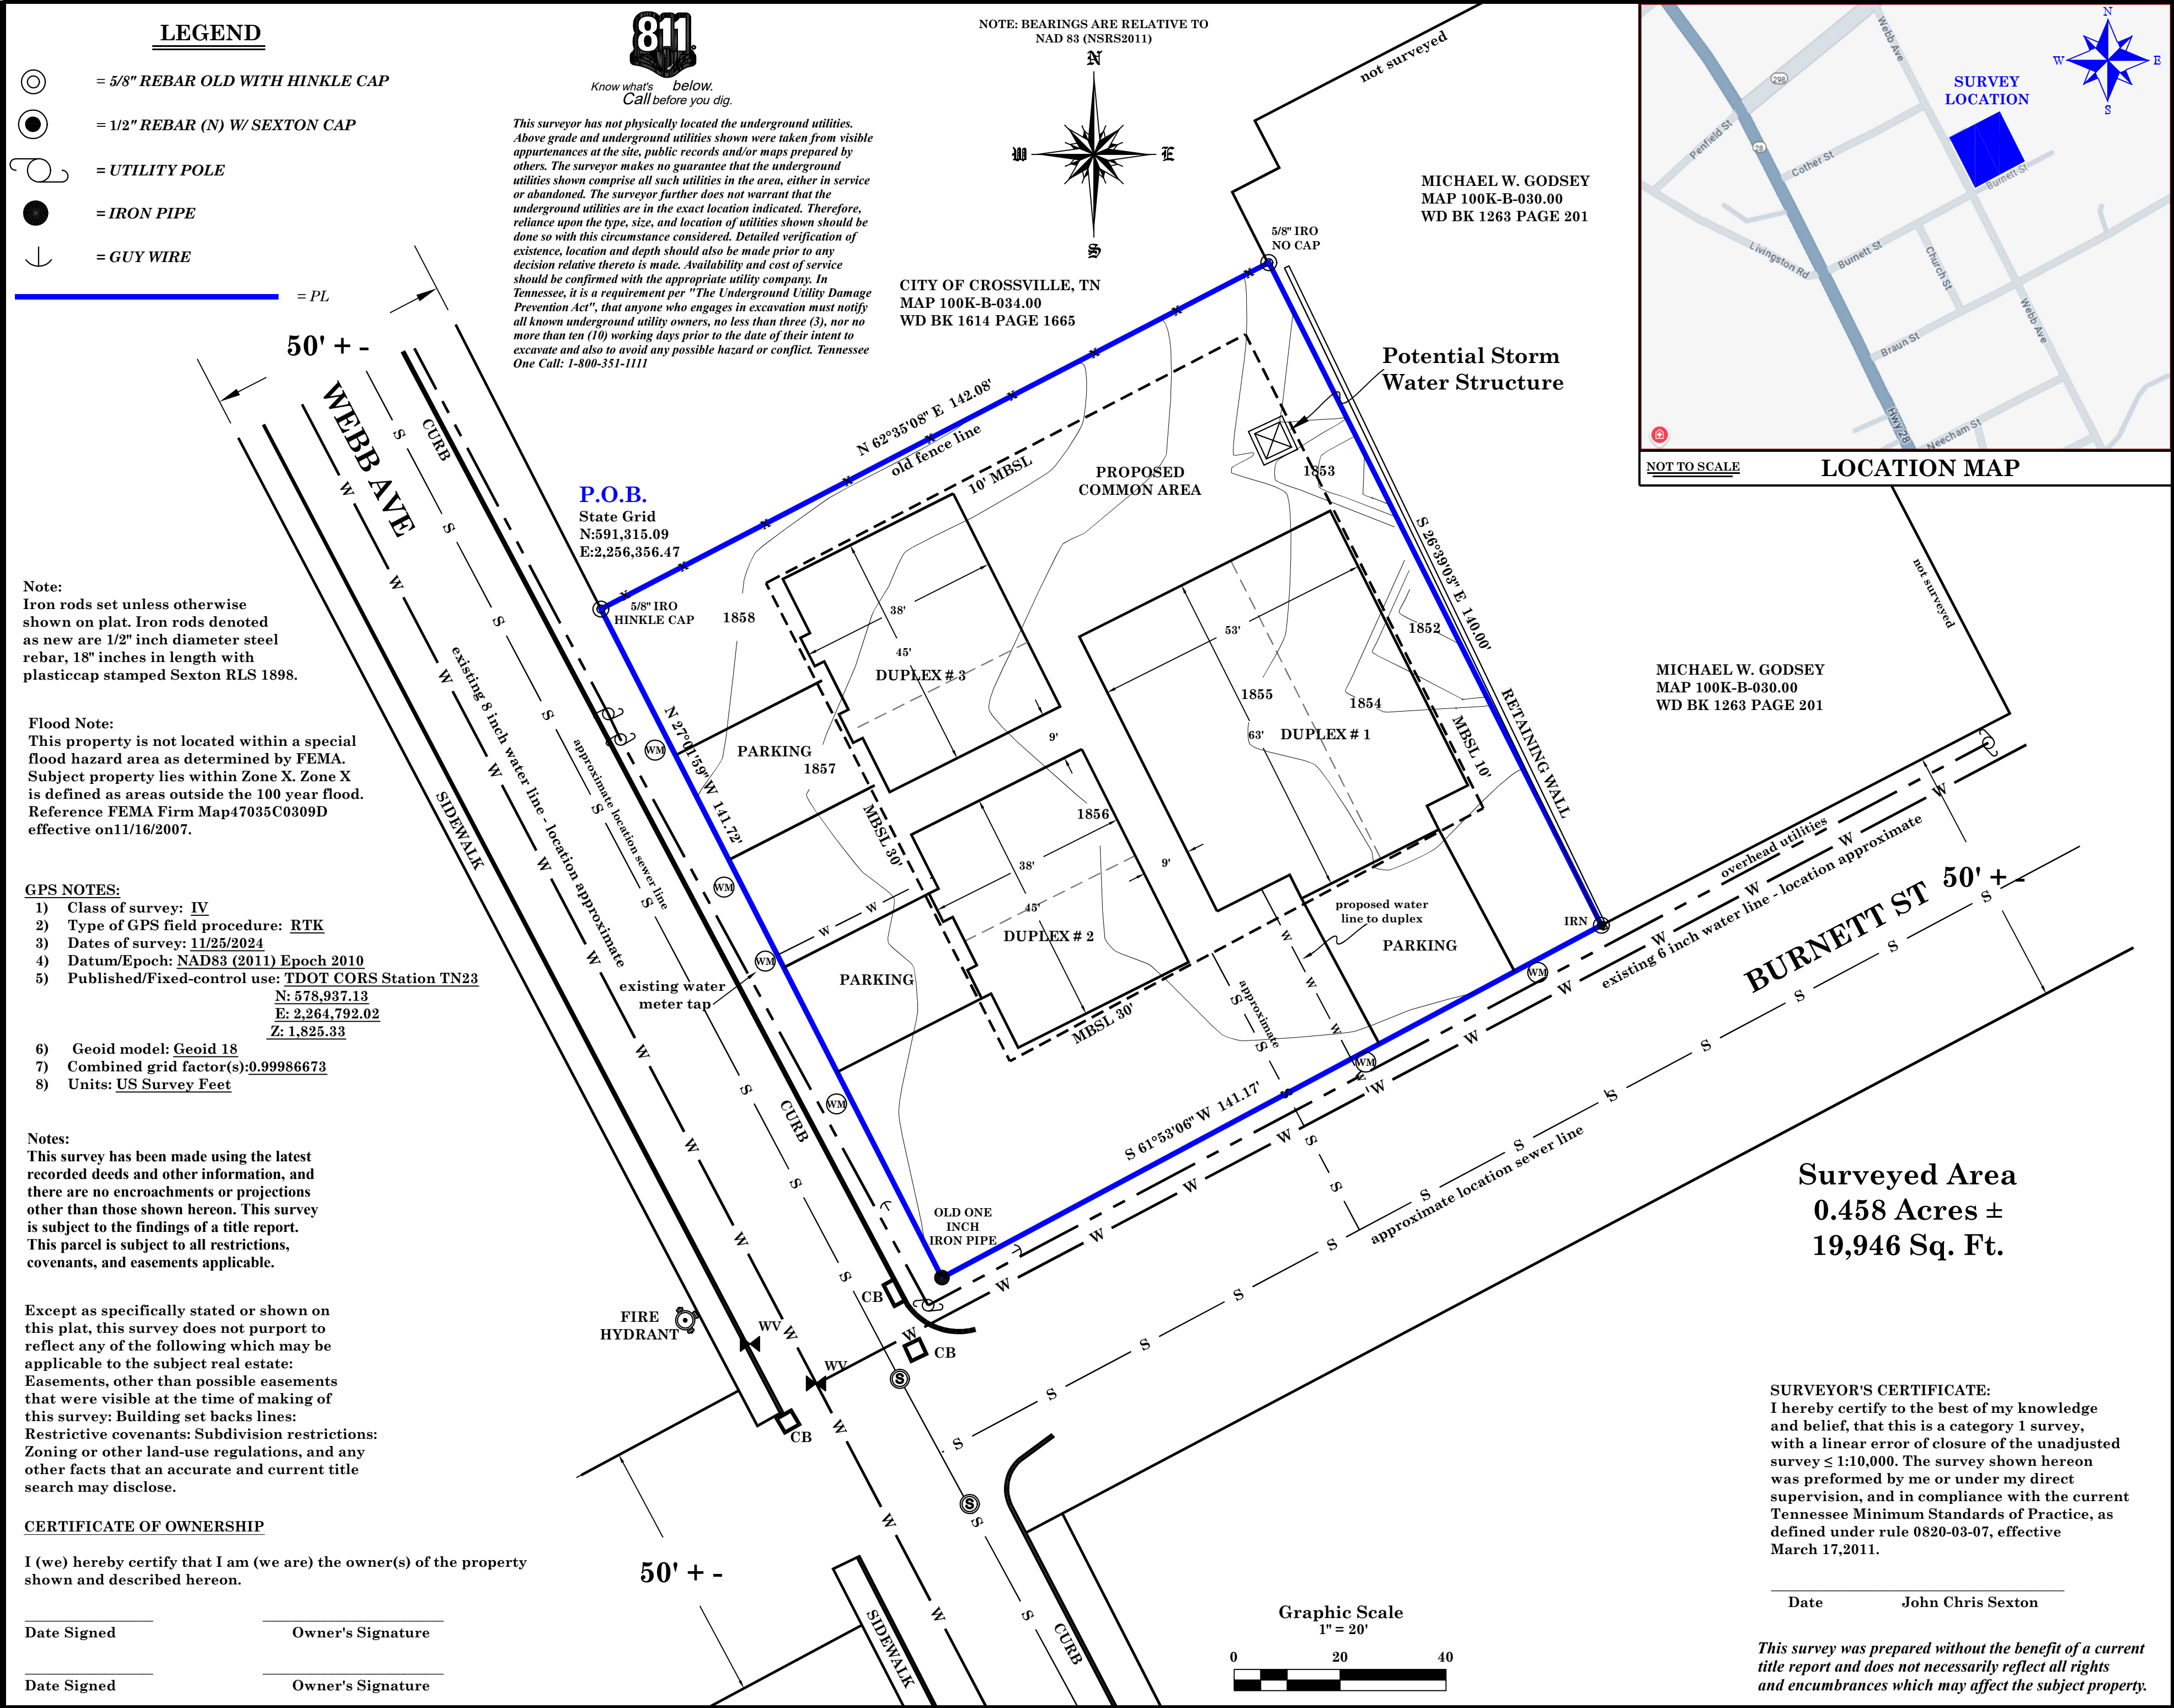 LEGEND
= 5/8" REBAR OLD WITH HINKLE CAP
= 1/2" REBAR (N) W/ SEXTON CAP
= UTILITY POLE
= IRON PIPE
= GUY WIRE
= PL
811
Know what's below.
Call before you dig.
This surveyor has not physically located the underground utilities.
Above grade and underground utilities shown were taken from visible
appurtenances at the site, public records and/or maps prepared by
others. The surveyor makes no guarantee that the underground
utilities shown comprise all such utilities in the area, either in service
or abandoned. The surveyor further does not warrant that the
underground utilities are in the exact location indicated. Therefore,
reliance upon the type, size, and location of utilities shown should be
done so with this circumstance considered. Detailed verification of
existence, location and depth should also be made prior to any
decision relative thereto is made. Availability and cost of service
should be confirmed with the appropriate utility company. In
Tennessee, it is a requirement per "The Underground Utility Damage
Prevention Act", that anyone who engages in excavation must notify
all known underground utility owners, no less than three (3), nor no
more than ten (10) working days prior to the date of their intent to
excavate and also to avoid any possible hazard or conflict. Tennessee
One Call: 1-800-351-1111
NOTE: BEARINGS ARE RELATIVE TO
NAD 83 (NSRS2011)
N
W
E
S
not surveyed
MICHAEL W. GODSEY
MAP 100K-B-030.00
WD BK 1263 PAGE 201
5/8" IRO
NO CAP
CITY OF CROSSVILLE, TN
MAP 100K-B-034.00
WD BK 1614 PAGE 1665
Potential Storm
Water Structure
N
W
E
S
SURVEY
LOCATION
Webb Ave
298
Penfield St
28
Cother St
Burnett St
Livingston Rd
Burnett St
Church St
Webb Ave
Braun St
Hwy 28
Needham St
NOT TO SCALE
LOCATION MAP
50' + -
WEBB AVE
CURB
N 62°35'08" E 142.08'
old fence line
10' MBSL
PROPOSED
COMMON AREA
1853
P.O.B.
State Grid
N:591,315.09
E:2,256,356.47
5/8" IRO
HINKLE CAP
1858
38'
45'
DUPLEX # 3
9'
53'
1855
63'
DUPLEX # 1
1854
1852
S 26°39'03" E 140.00'
RETAINING WALL
MBSL 10'
not surveyed
MICHAEL W. GODSEY
MAP 100K-B-030.00
WD BK 1263 PAGE 201
Note:
Iron rods set unless otherwise
shown on plat. Iron rods denoted
as new are 1/2" inch diameter steel
rebar, 18" inches in length with
plasticcap stamped Sexton RLS 1898.
Flood Note:
This property is not located within a special
flood hazard area as determined by FEMA.
Subject property lies within Zone X. Zone X
is defined as areas outside the 100 year flood.
Reference FEMA Firm Map47035C0309D
effective on11/16/2007.
GPS NOTES:
1) Class of survey: IV
2) Type of GPS field procedure: RTK
3) Dates of survey: 11/25/2024
4) Datum/Epoch: NAD83 (2011) Epoch 2010
5) Published/Fixed-control use: TDOT CORS Station TN23
N: 578,937.13
E: 2,264,792.02
Z: 1,825.33
6) Geoid model: Geoid 18
7) Combined grid factor(s):0.99986673
8) Units: US Survey Feet
SIDEWALK
existing 8 inch water line - location approximate
approximate location sewer line
N 27°01'59" W 141.72'
WM
PARKING
1857
MBSL 30'
WM
1856
38'
45'
DUPLEX # 2
9'
WM
existing water
meter tap
PARKING
MBSL 30'
approximate
proposed water
line to duplex
PARKING
IRN
WM
WM
WM
overhead utilities
existing 6 inch water line - location approximate
50' + -
BURNETT ST
S 61°53'06" W 141.17'
approximate location sewer line
CURB
OLD ONE
INCH
IRON PIPE
CB
CB
CB
FIRE
HYDRANT
WV
WV
S
S
W
S
Surveyed Area
0.458 Acres ±
19,946 Sq. Ft.
Notes:
This survey has been made using the latest
recorded deeds and other information, and
there are no encroachments or projections
other than those shown hereon. This survey
is subject to the findings of a title report.
This parcel is subject to all restrictions,
covenants, and easements applicable.
Except as specifically stated or shown on
this plat, this survey does not purport to
reflect any of the following which may be
applicable to the subject real estate:
Easements, other than possible easements
that were visible at the time of making of
this survey: Building set backs lines:
Restrictive covenants: Subdivision restrictions:
Zoning or other land-use regulations, and any
other facts that an accurate and current title
search may disclose.
CERTIFICATE OF OWNERSHIP
I (we) hereby certify that I am (we are) the owner(s) of the property
shown and described hereon.
Date Signed Owner's Signature
Date Signed Owner's Signature
50' + -
SIDEWALK
CURB
Graphic Scale
1" = 20'
0 20 40
SURVEYOR'S CERTIFICATE:
I hereby certify to the best of my knowledge
and belief, that this is a category 1 survey,
with a linear error of closure of the unadjusted
survey ≤ 1:10,000. The survey shown hereon
was preformed by me or under my direct
supervision, and in compliance with the current
Tennessee Minimum Standards of Practice, as
defined under rule 0820-03-07, effective
March 17,2011.
Date John Chris Sexton
This survey was prepared without the benefit of a current
title report and does not necessarily reflect all rights
and encumbrances which may affect the subject property.